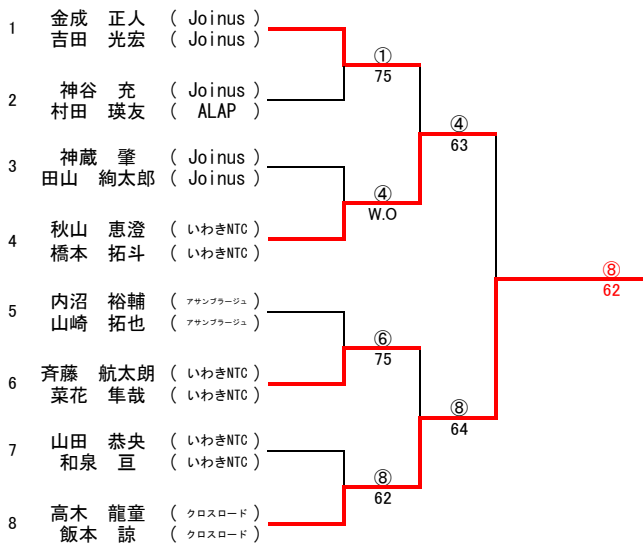 1 金成 正人 ( Joinus )
吉田 光宏 ( Joinus )
2 神谷 充 ( Joinus )
村田 瑛友 ( ALAP )
3 神蔵 肇 ( Joinus )
田山 絢太郎 ( Joinus )
4 秋山 恵澄 ( いわきNTC )
橋本 拓斗 ( いわきNTC )
5 内沼 裕輔 ( アサンブラージュ )
山崎 拓也 ( アサンブラージュ )
6 斉藤 航太朗 ( いわきNTC )
菜花 隼哉 ( いわきNTC )
7 山田 恭央 ( いわきNTC )
和泉 亘 ( いわきNTC )
8 高木 龍童 ( クロスロード )
飯本 諒 ( クロスロード )
①
75
④
W.O
⑥
75
⑧
62
④
63
⑧
64
⑧
62